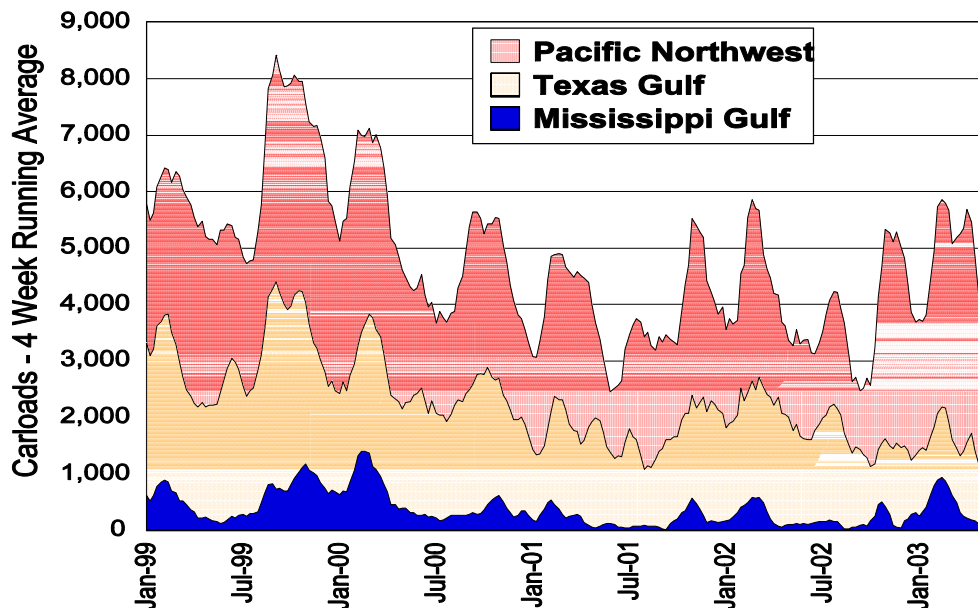 9,000
8,000
7,000
6,000
5,000
4,000
3,000
2,000
1,000
0
Carloads - 4 Week Running Average
Pacific Northwest
Texas Gulf
Mississippi Gulf
Jan-99
Jul-99
Jan-00
Jul-00
Jan-01
Jul-01
Jan-02
Jul-02
Jan-03